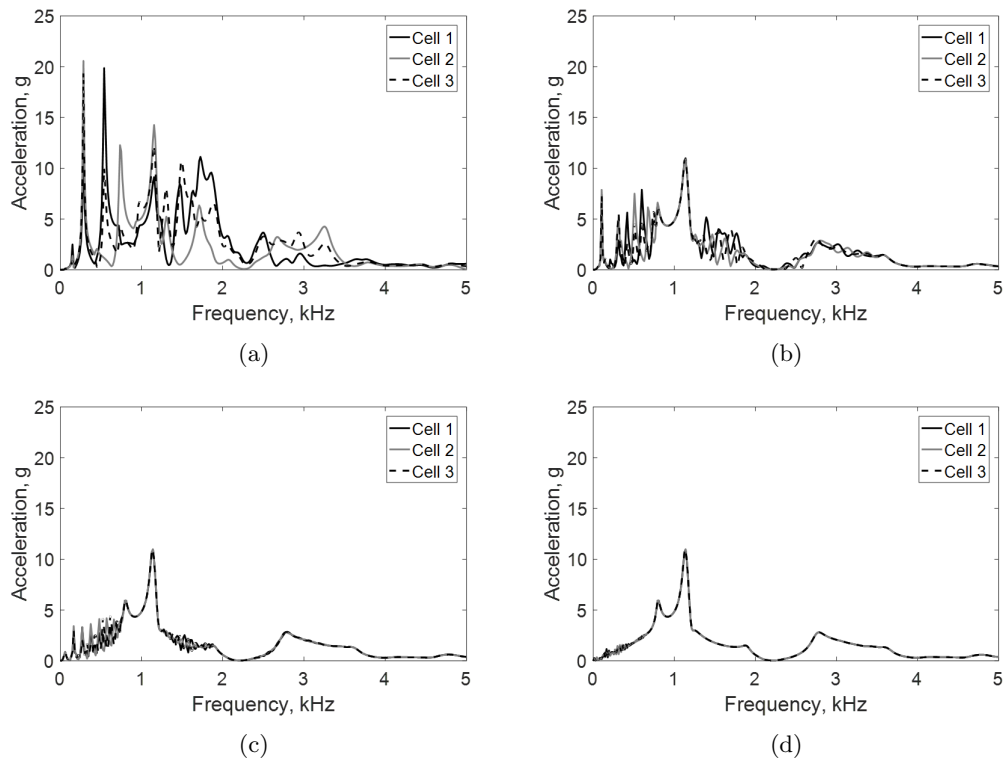 25
20
15
10
5
0
Acceleration, g
0 1 2 3 4 5
Frequency, kHz
Cell 1
Cell 2
Cell 3
(a)
25
20
15
10
5
0
Acceleration, g
0 1 2 3 4 5
Frequency, kHz
Cell 1
Cell 2
Cell 3
(b)
25
20
15
10
5
0
Acceleration, g
0 1 2 3 4 5
Frequency, kHz
Cell 1
Cell 2
Cell 3
(c)
25
20
15
10
5
0
Acceleration, g
0 1 2 3 4 5
Frequency, kHz
Cell 1
Cell 2
Cell 3
(d)